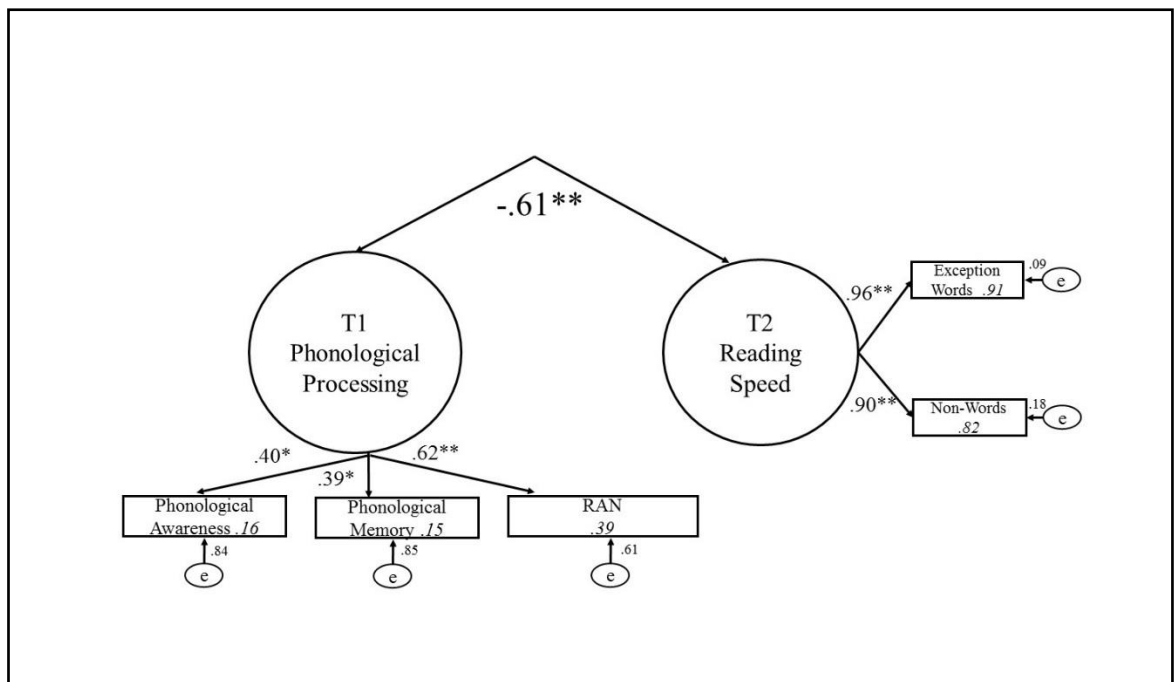 -.61**
T1
Phonological
Processing
T2
Reading
Speed
.96**
.90**
Exception
Words .91
.09
e
Non-Words
.82
.18
e
.40*
.39*
.62**
Phonological
Awareness .16
Phonological
Memory .15
RAN
.39
.84
.85
.61
e
e
e